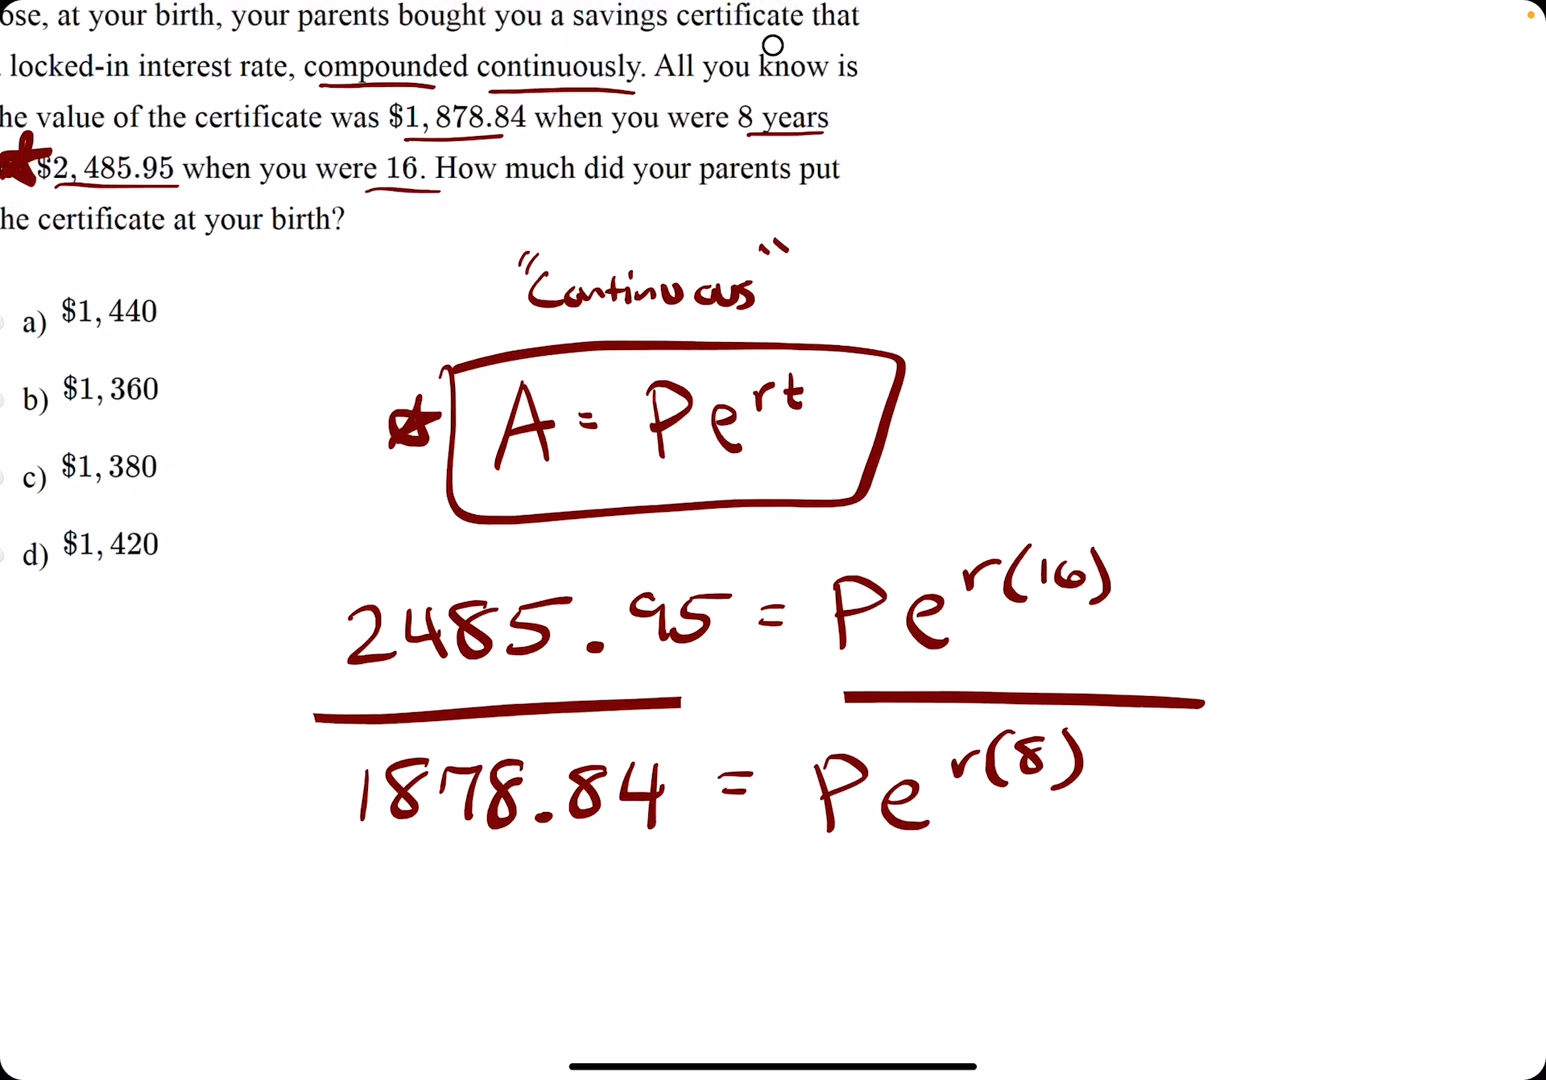 ose, at your birth, your parents bought you a savings certificate that
locked-in interest rate, compounded continuously. All you know is
he value of the certificate was $1, 878.84 when you were 8 years
$2, 485.95 when you were 16. How much did your parents put
he certificate at your birth?
"Continuous"
a) $1, 440
b) $1, 360
c) $1, 380
d) $1, 420
A = Pe^rt
2485.95 = Pe^r(16)
1878.84 = Pe^r(8)